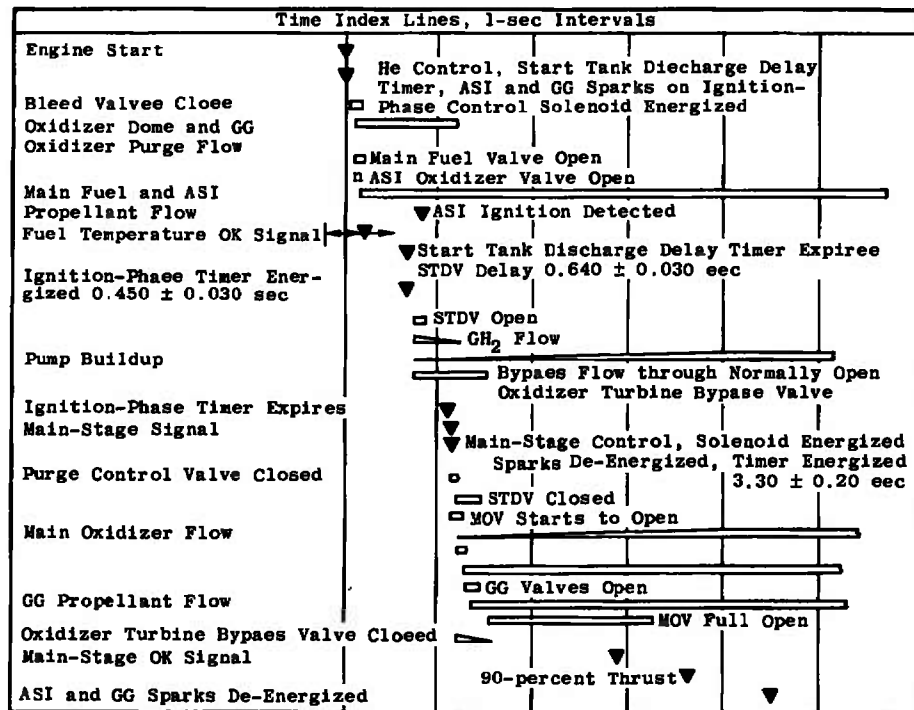 Time Index Lines, 1-sec Intervals
Engine Start
He Control, Start Tank Diecharge Delay
Timer, ASI and GG Sparks on Ignition-
Bleed Valvee Cloee
Phase Control Solenoid Energized
Oxidizer Dome and GG
Oxidizer Purge Flow
Main Fuel Valve Open
ASI Oxidizer Valve Open
Main Fuel and ASI
Propellant Flow
ASI Ignition Detected
Fuel Temperature OK Signal
Start Tank Discharge Delay Timer Expiree
STDV Delay 0.640 ± 0.030 eec
Ignition-Phaee Timer Ener-
gized 0.450 ± 0.030 sec
STDV Open
GH2 Flow
Pump Buildup
Bypaes Flow through Normally Open
Oxidizer Turbine Bypase Valve
Ignition-Phase Timer Expires
Main-Stage Signal
Main-Stage Control, Solenoid Energized
Sparks De-Energized, Timer Energized
Purge Control Valve Closed
3.30 ± 0.20 eec
STDV Closed
MOV Starts to Open
Main Oxidizer Flow
GG Valves Open
GG Propellant Flow
MOV Full Open
Oxidizer Turbine Bypaes Valve Cloeed
Main-Stage OK Signal
90-percent Thrust
ASI and GG Sparks De-Energized